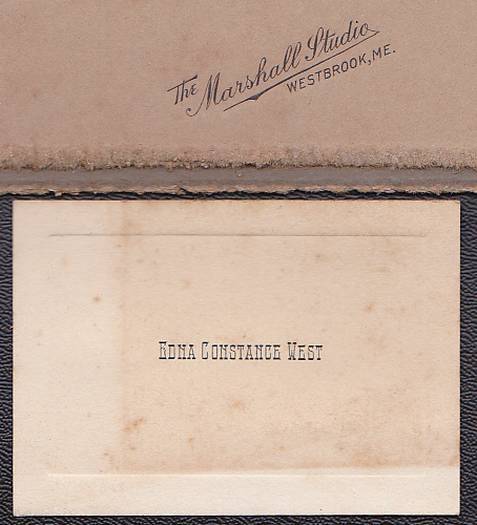 The Marshall Studio
WESTBROOK, ME.
EDNA CONSTANCE WEST